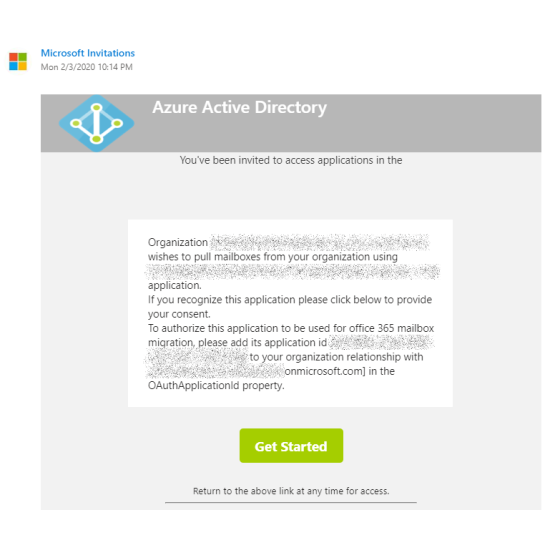 Microsoft Invitations
Mon 2/3/2020 10:14 PM
Azure Active Directory
You've been invited to access applications in the
Organization
wishes to pull mailboxes from your organization using
application.
If you recognize this application please click below to provide
your consent.
To authorize this application to be used for office 365 mailbox
migration, please add its application id
to your organization relationship with
onmicrosoft.com] in the
OAuthApplicationId property.
Get Started
Return to the above link at any time for access.